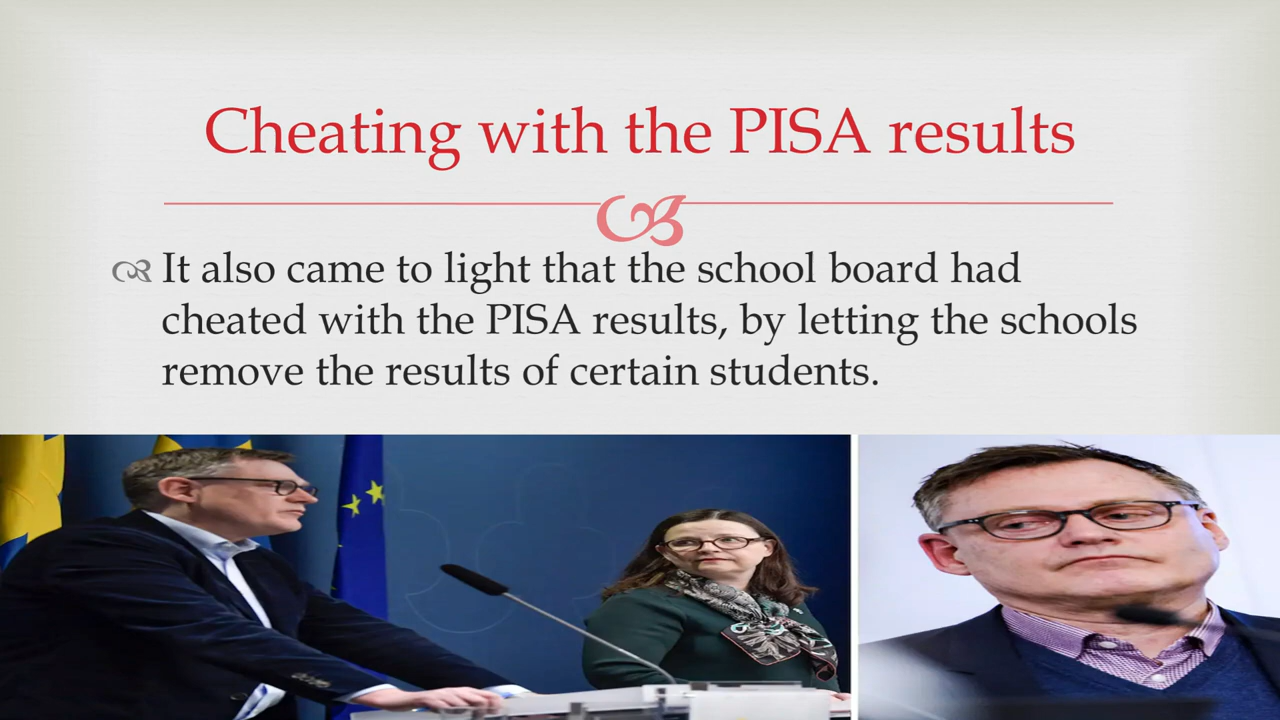 Cheating with the PISA results
It also came to light that the school board had
cheated with the PISA results, by letting the schools
remove the results of certain students.